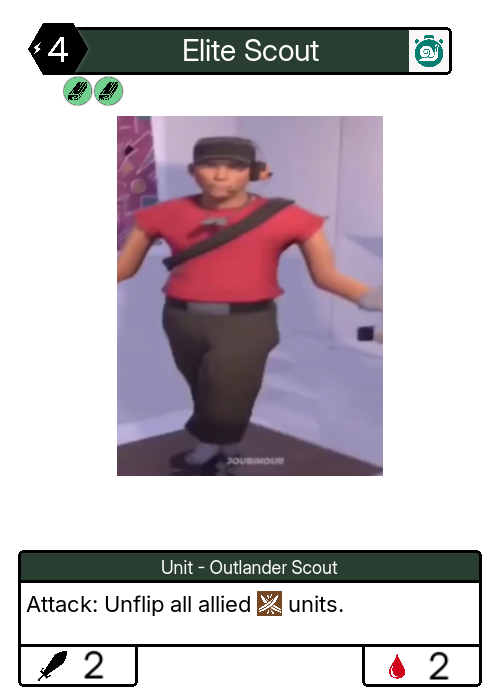 4
Elite Scout
JOUBINOUB
Unit - Outlander Scout
Attack: Unflip all allied units.
2
2